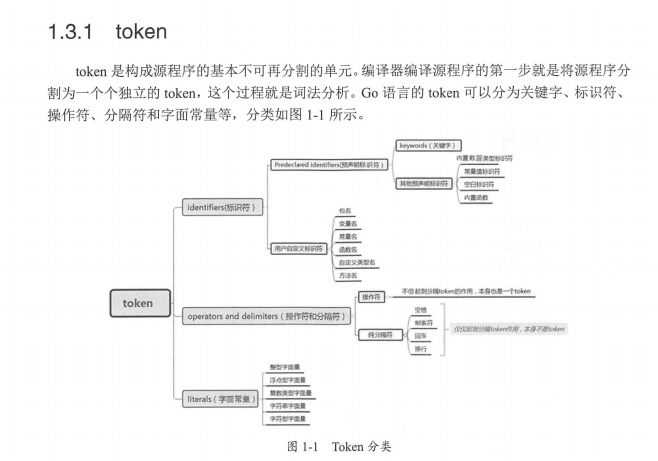 1.3.1 token
token 是构成源程序的基本不可再分割的单元。编译器编译源程序的第一步就是将源程序分
割为一个个独立的 token，这个过程就是词法分析。Go 语言的 token 可以分为关键字、标识符、
操作符、分隔符和字面常量等，分类如图 1-1 所示。
token
identifiers(标识符)
Predeclared identifiers(预声明标识符)
keywords（关键字）
其他预声明标识符
内置数据类型标识符
常量值标识符
空白标识符
内置函数
用户自定义标识符
包名
变量名
常量名
函数名
自定义类型名
方法名
operators and delimiters（操作符和分隔符）
操作符
不但起到分隔token的作用，本身也是一个token
纯分隔符
空格
制表符
回车
换行
仅仅起到分隔token作用，本身不是token
literals（字面常量）
整型字面量
浮点型字面量
复数类型字面量
字符串字面量
字符型字面量
图 1-1 Token 分类